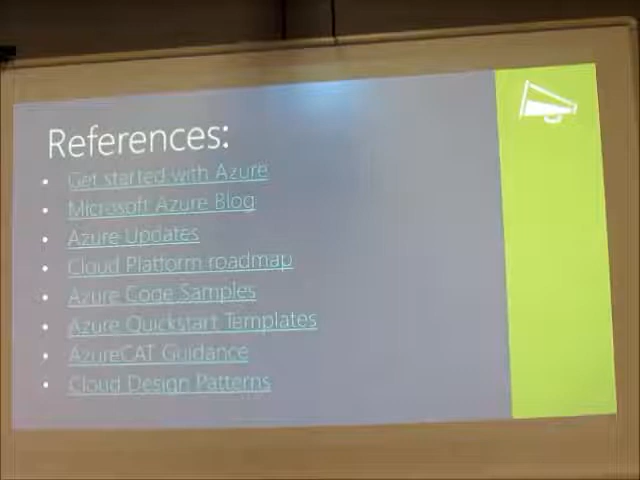 References:
• Get started with Azure
• Microsoft Azure Blog
• Azure Updates
• Cloud Platform roadmap
• Azure Code Samples
• Azure Quickstart Templates
• AzureCAT Guidance
• Cloud Design Patterns